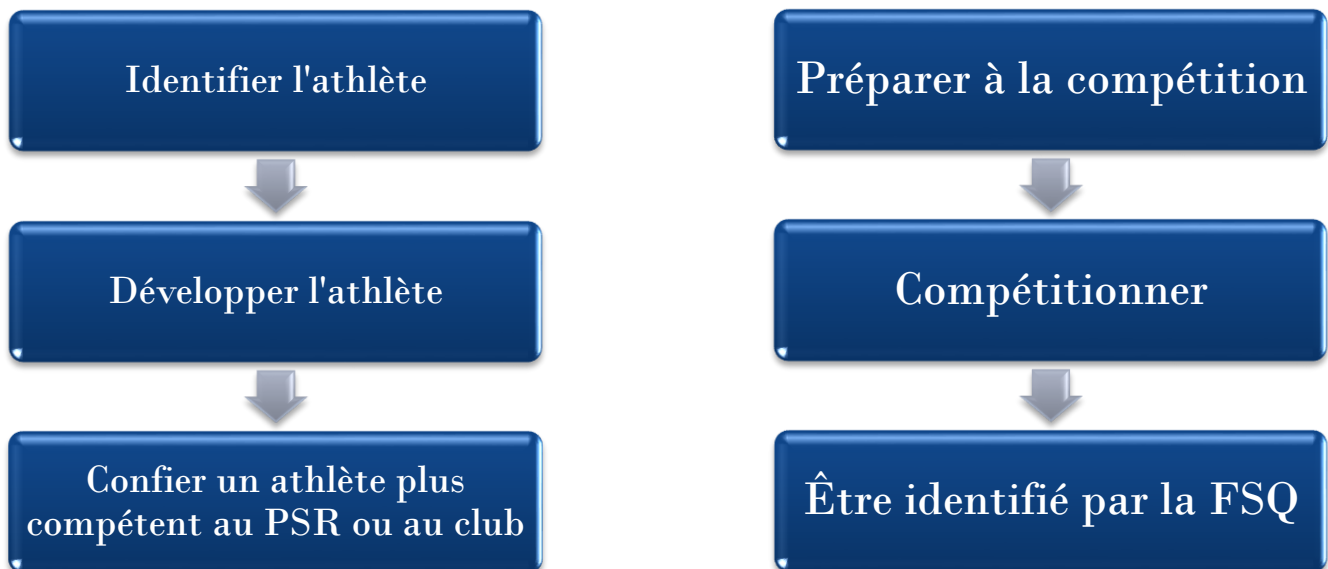 Identifier l'athlète
Développer l'athlète
Confier un athlète plus
compétent au PSR ou au club
Préparer à la compétition
Compétitionner
Être identifié par la FSQ